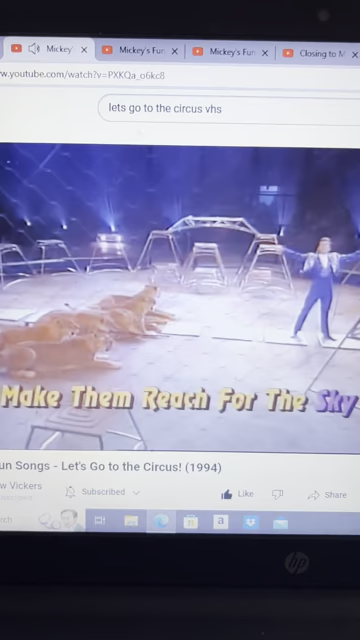 Mickey'
Mickey's Fun
Mickey's Fun
Closing to M
w.youtube.com/watch?v=PXKQa_o6kc8
lets go to the circus vhs
Make Them Reach For The Sky
un Songs - Let's Go to the Circus! (1994)
w Vickers
Subscribed
Like
Share
rch
a
hp